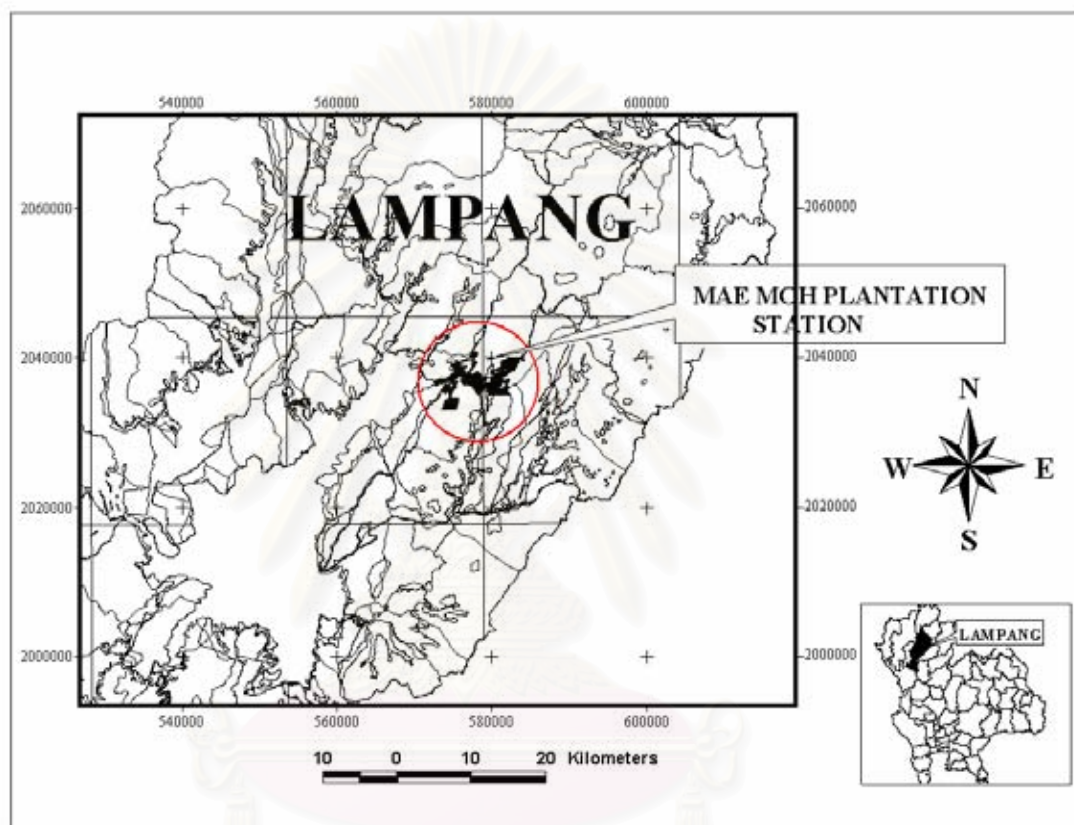 540000 560000 580000 600000
LAMPANG
2060000 2060000
MAE MCH PLANTATION
STATION
2040000 2040000
N
W E
S
2020000 2020000
LAMPANG
2000000 2000000
540000 560000 580000 600000
10 0 10 20 Kilometers